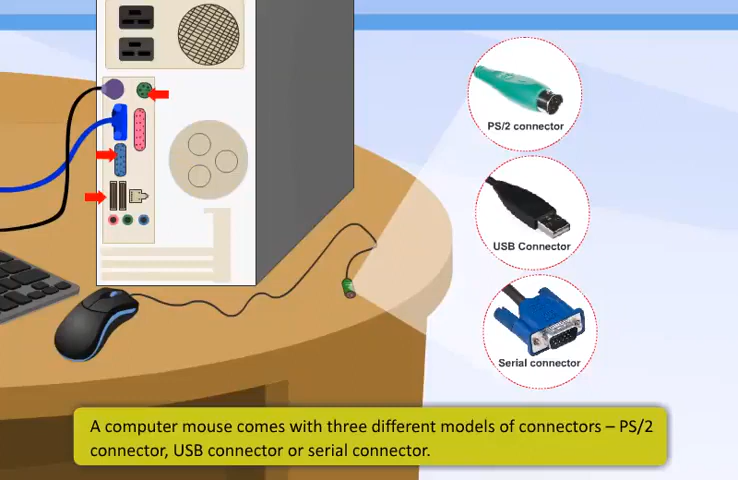 PS/2 connector
USB Connector
Serial connector
A computer mouse comes with three different models of connectors – PS/2
connector, USB connector or serial connector.